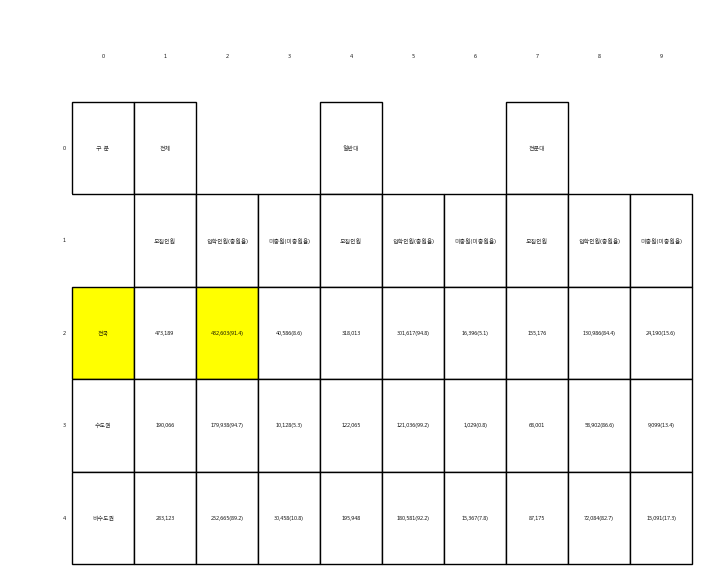 0 1 2 3 4 5 6 7 8 9
0 구 분 전체 일반대 전문대
1 모집인원 입학인원(충원율) 미충원(미충원율) 모집인원 입학인원(충원율) 미충원(미충원율) 모집인원 입학인원(충원율) 미충원(미충원율)
2 전국 473,189 432,603(91.4) 40,586(8.6) 318,013 301,617(94.8) 16,396(5.1) 155,176 130,986(84.4) 24,190(15.6)
3 수도권 190,066 179,938(94.7) 10,128(5.3) 122,065 121,036(99.2) 1,029(0.8) 68,001 58,902(86.6) 9,099(13.4)
4 비수도권 283,123 252,665(89.2) 30,458(10.8) 195,948 180,581(92.2) 15,367(7.8) 87,175 72,084(82.7) 15,091(17.3)